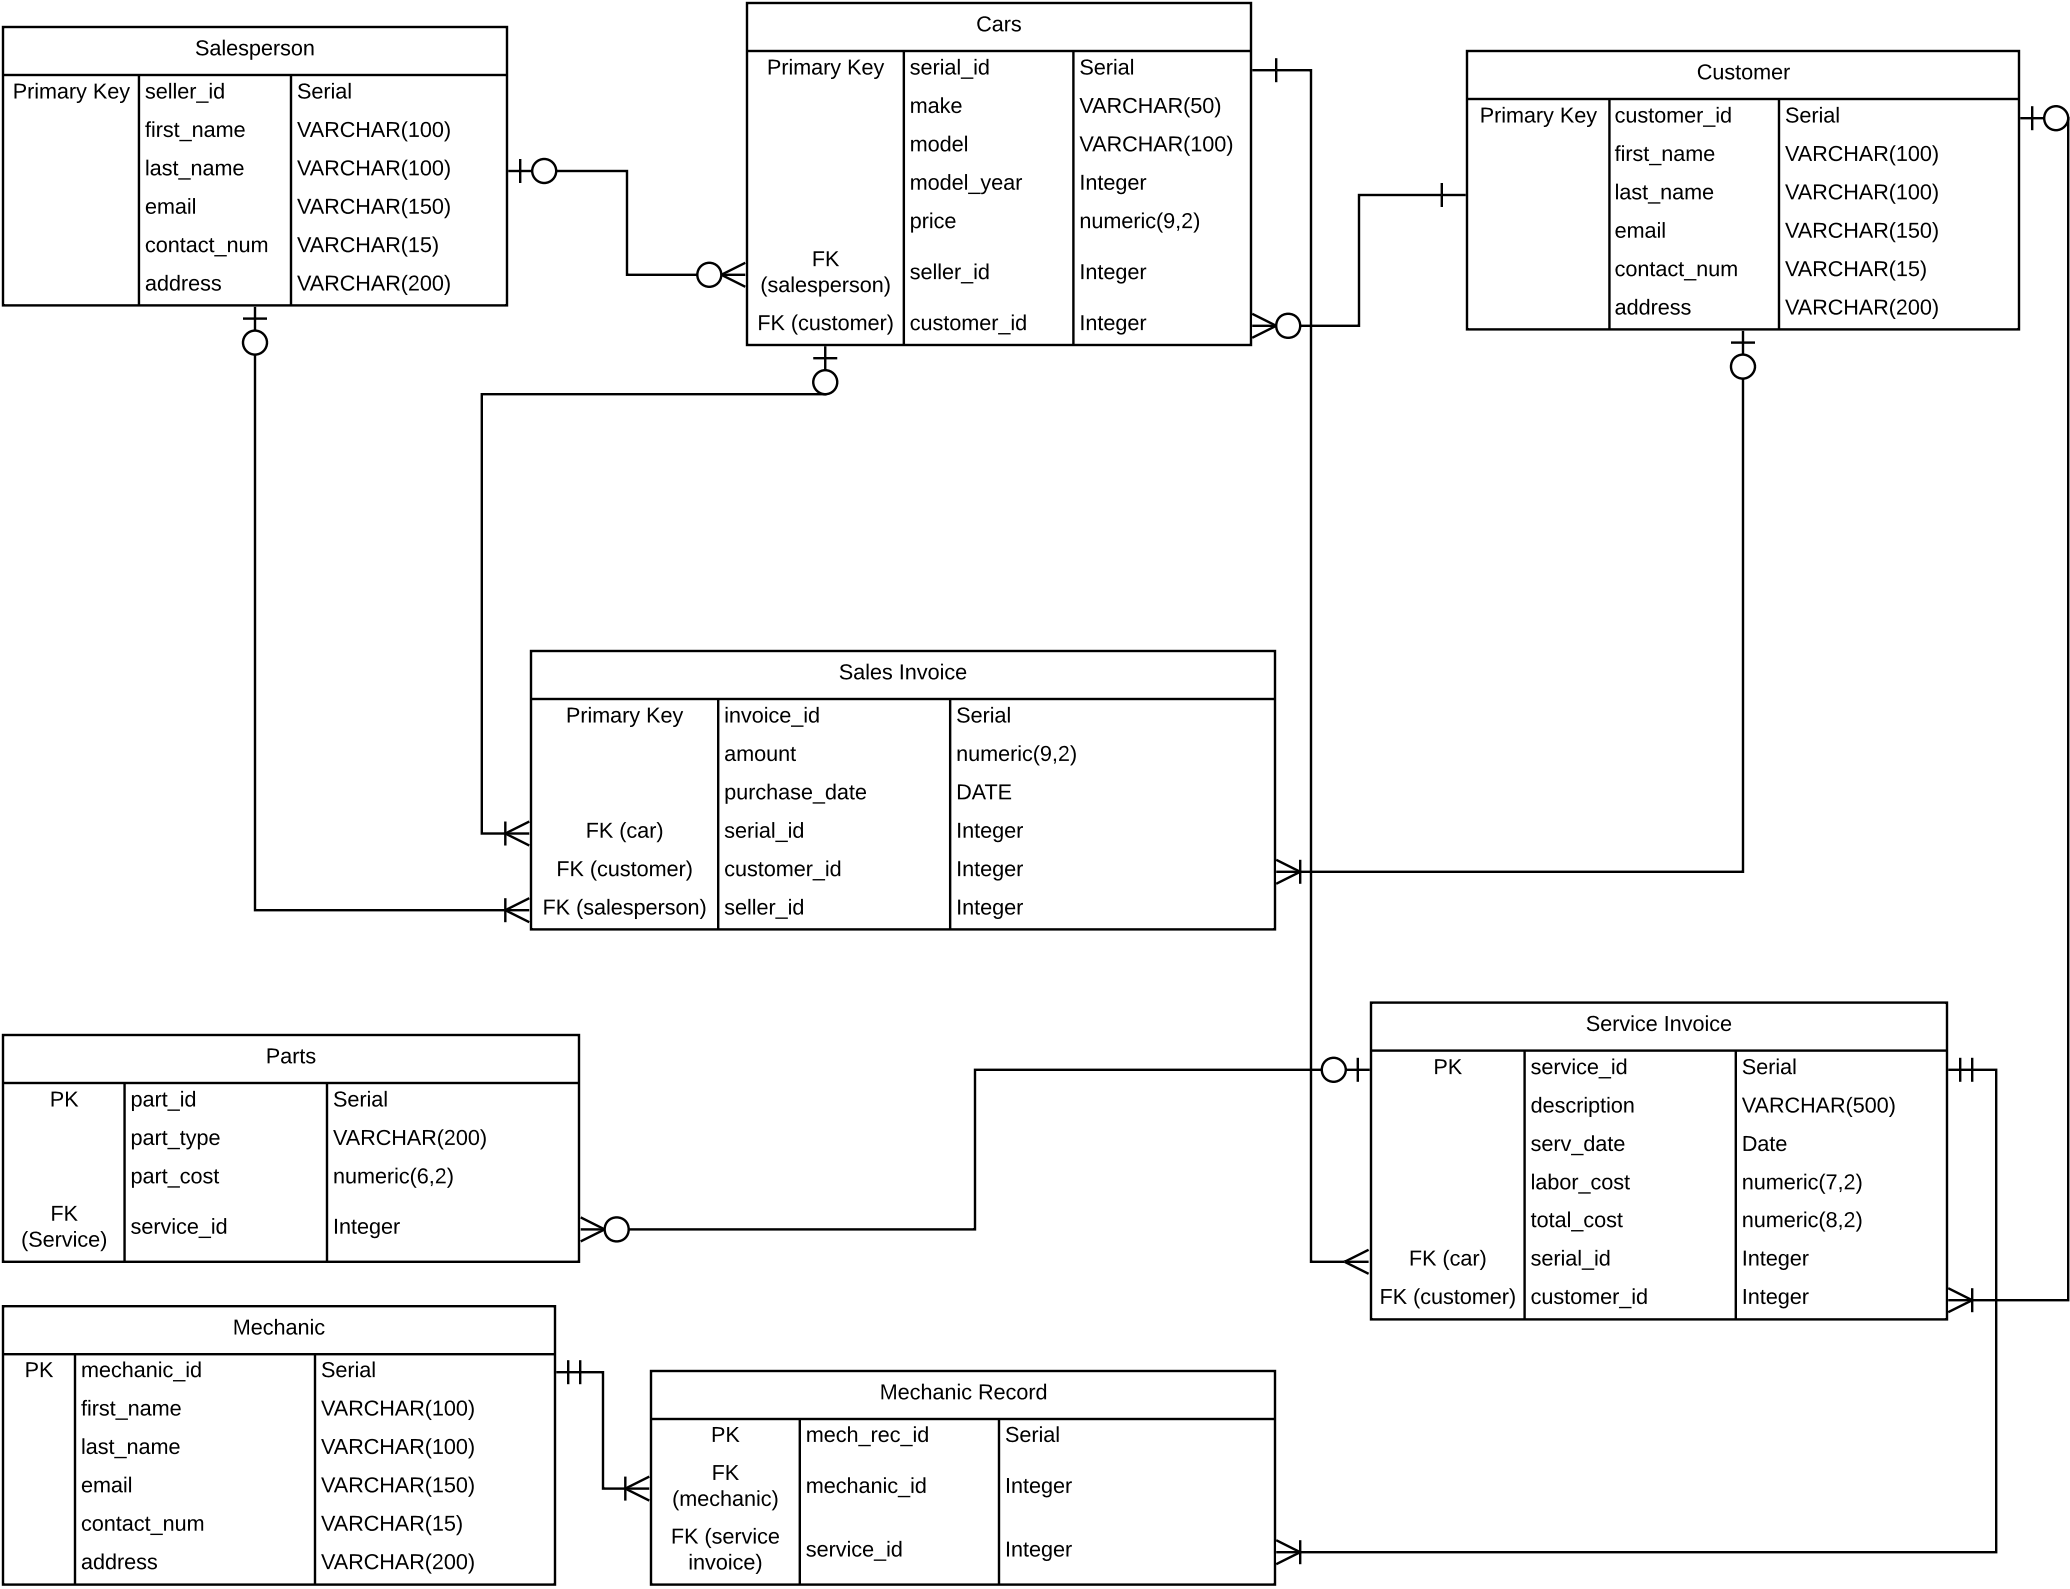 Salesperson
Primary Key seller_id Serial
first_name VARCHAR(100)
last_name VARCHAR(100)
email VARCHAR(150)
contact_num VARCHAR(15)
address VARCHAR(200)
Cars
Primary Key serial_id Serial
make VARCHAR(50)
model VARCHAR(100)
model_year Integer
price numeric(9,2)
FK
(salesperson) seller_id Integer
FK (customer) customer_id Integer
Customer
Primary Key customer_id Serial
first_name VARCHAR(100)
last_name VARCHAR(100)
email VARCHAR(150)
contact_num VARCHAR(15)
address VARCHAR(200)
Sales Invoice
Primary Key invoice_id Serial
amount numeric(9,2)
purchase_date DATE
FK (car) serial_id Integer
FK (customer) customer_id Integer
FK (salesperson) seller_id Integer
Parts
PK part_id Serial
part_type VARCHAR(200)
part_cost numeric(6,2)
FK
(Service) service_id Integer
Service Invoice
PK service_id Serial
description VARCHAR(500)
serv_date Date
labor_cost numeric(7,2)
total_cost numeric(8,2)
FK (car) serial_id Integer
FK (customer) customer_id Integer
Mechanic
PK mechanic_id Serial
first_name VARCHAR(100)
last_name VARCHAR(100)
email VARCHAR(150)
contact_num VARCHAR(15)
address VARCHAR(200)
Mechanic Record
PK mech_rec_id Serial
FK
(mechanic) mechanic_id Integer
FK (service
invoice) service_id Integer